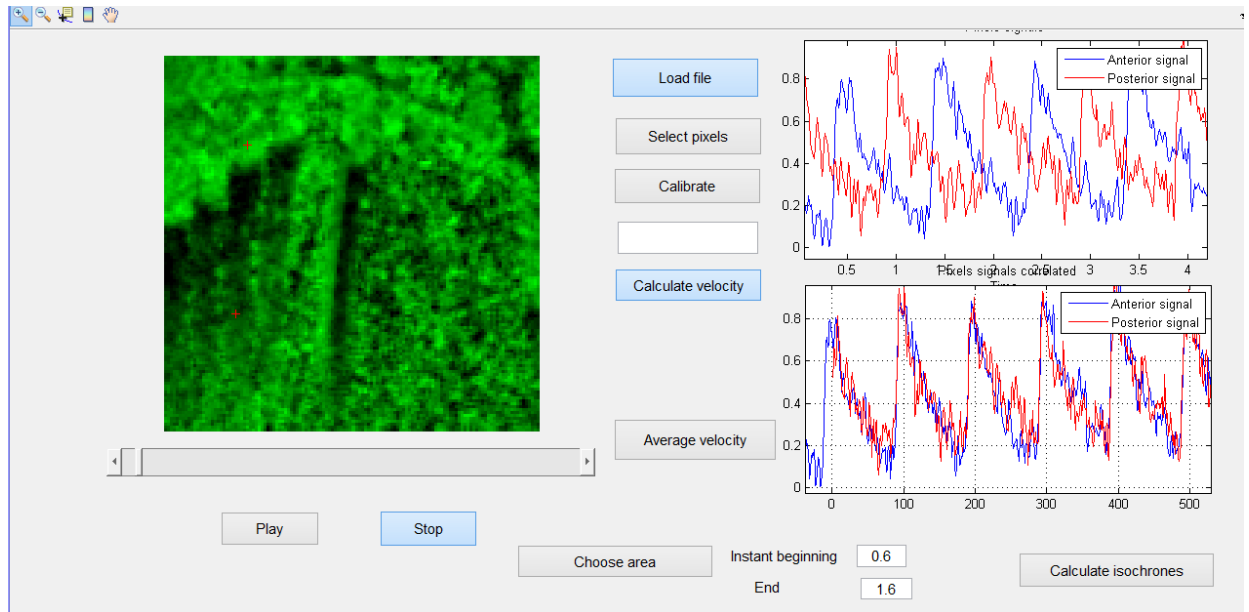 Pixels signals
Load file
Select pixels
Calibrate
Calculate velocity
Average velocity
Anterior signal
Posterior signal
0.8
0.6
0.4
0.2
0
0.5 1 1.5 2 2.5 3 3.5 4
Pixels signals correlated
Time
Anterior signal
Posterior signal
0.8
0.6
0.4
0.2
0
0 100 200 300 400 500
Play
Stop
Choose area
Instant beginning 0.6
End 1.6
Calculate isochrones